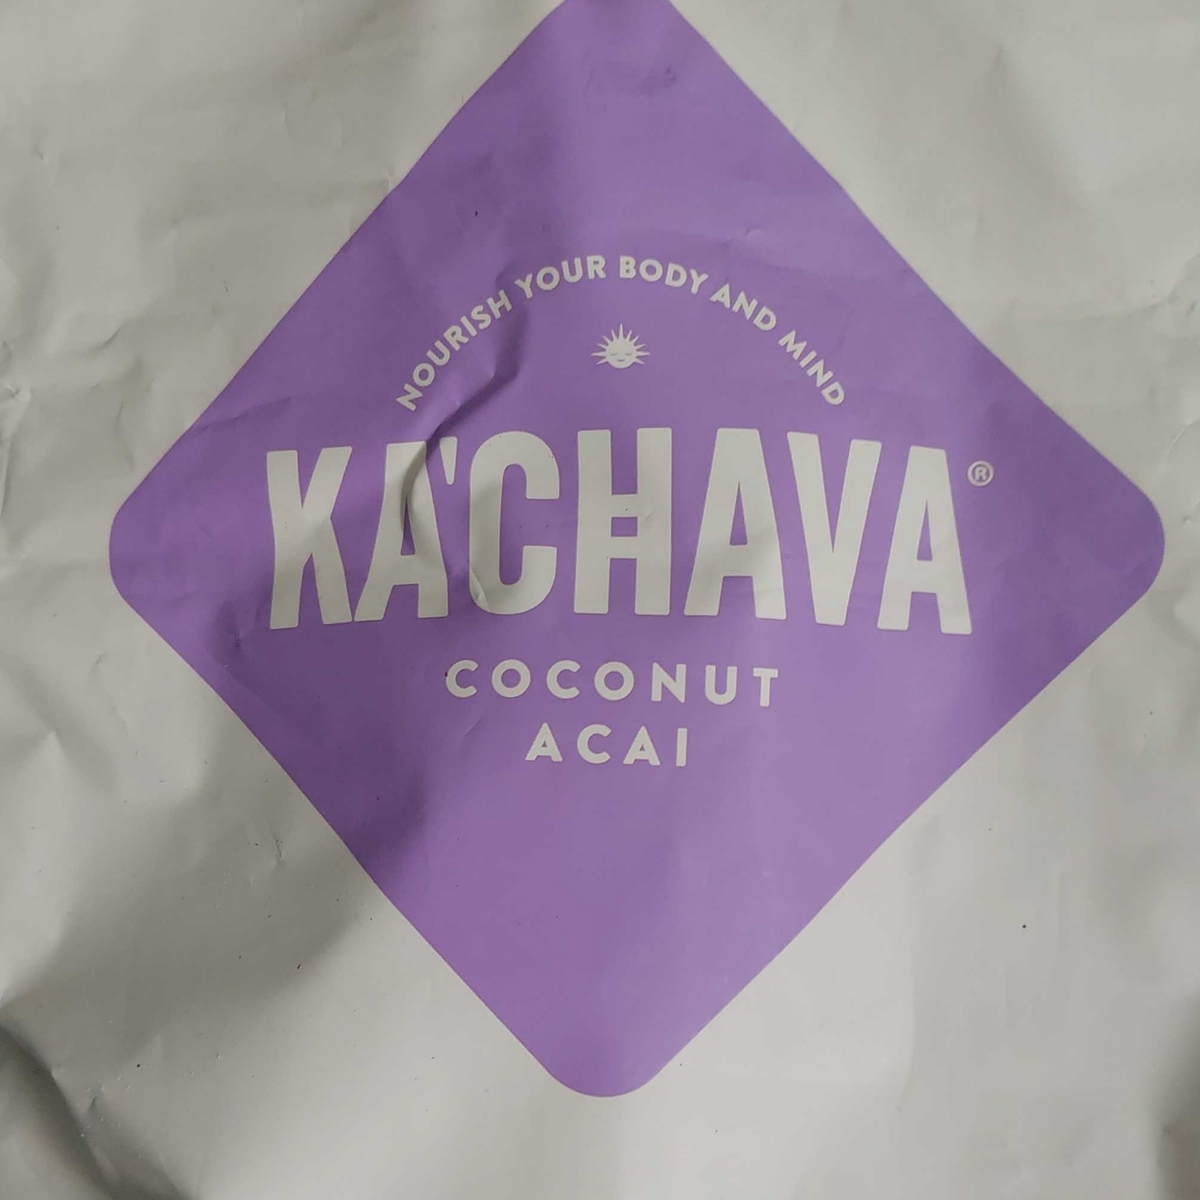 NOURISH YOUR BODY AND MIND
KA'CHAVA®
COCONUT
ACAI